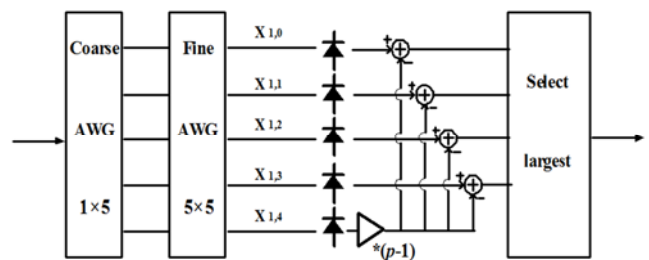 Coarse
AWG
1×5
Fine
AWG
5×5
X 1,0
X 1,1
X 1,2
X 1,3
X 1,4
+
-
+
-
+
-
+
-
*(p-1)
Select
largest